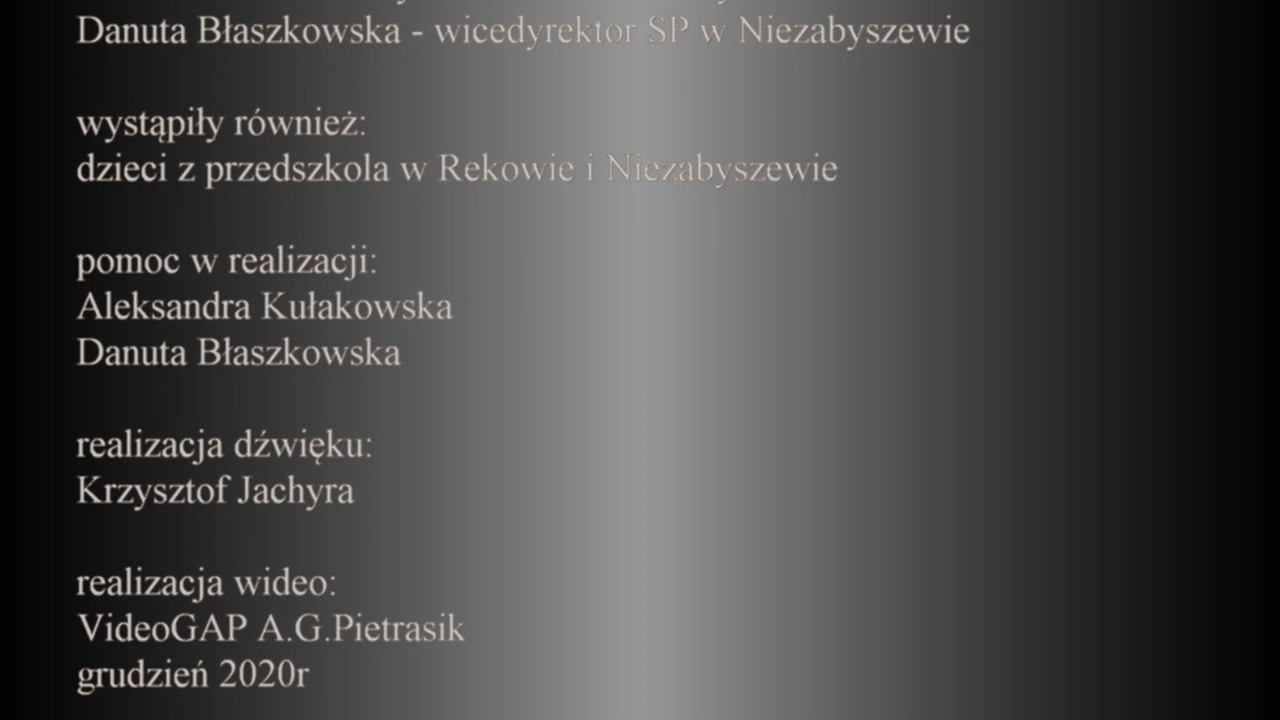 Danuta Błaszkowska - wicedyrektor SP w Niezabyszewie
wystąpiły również:
dzieci z przedszkola w Rekowie i Niezabyszewie
pomoc w realizacji:
Aleksandra Kułakowska
Danuta Błaszkowska
realizacja dźwięku:
Krzysztof Jachyra
realizacja wideo:
VideoGAP A.G.Pietrasik
grudzień 2020r